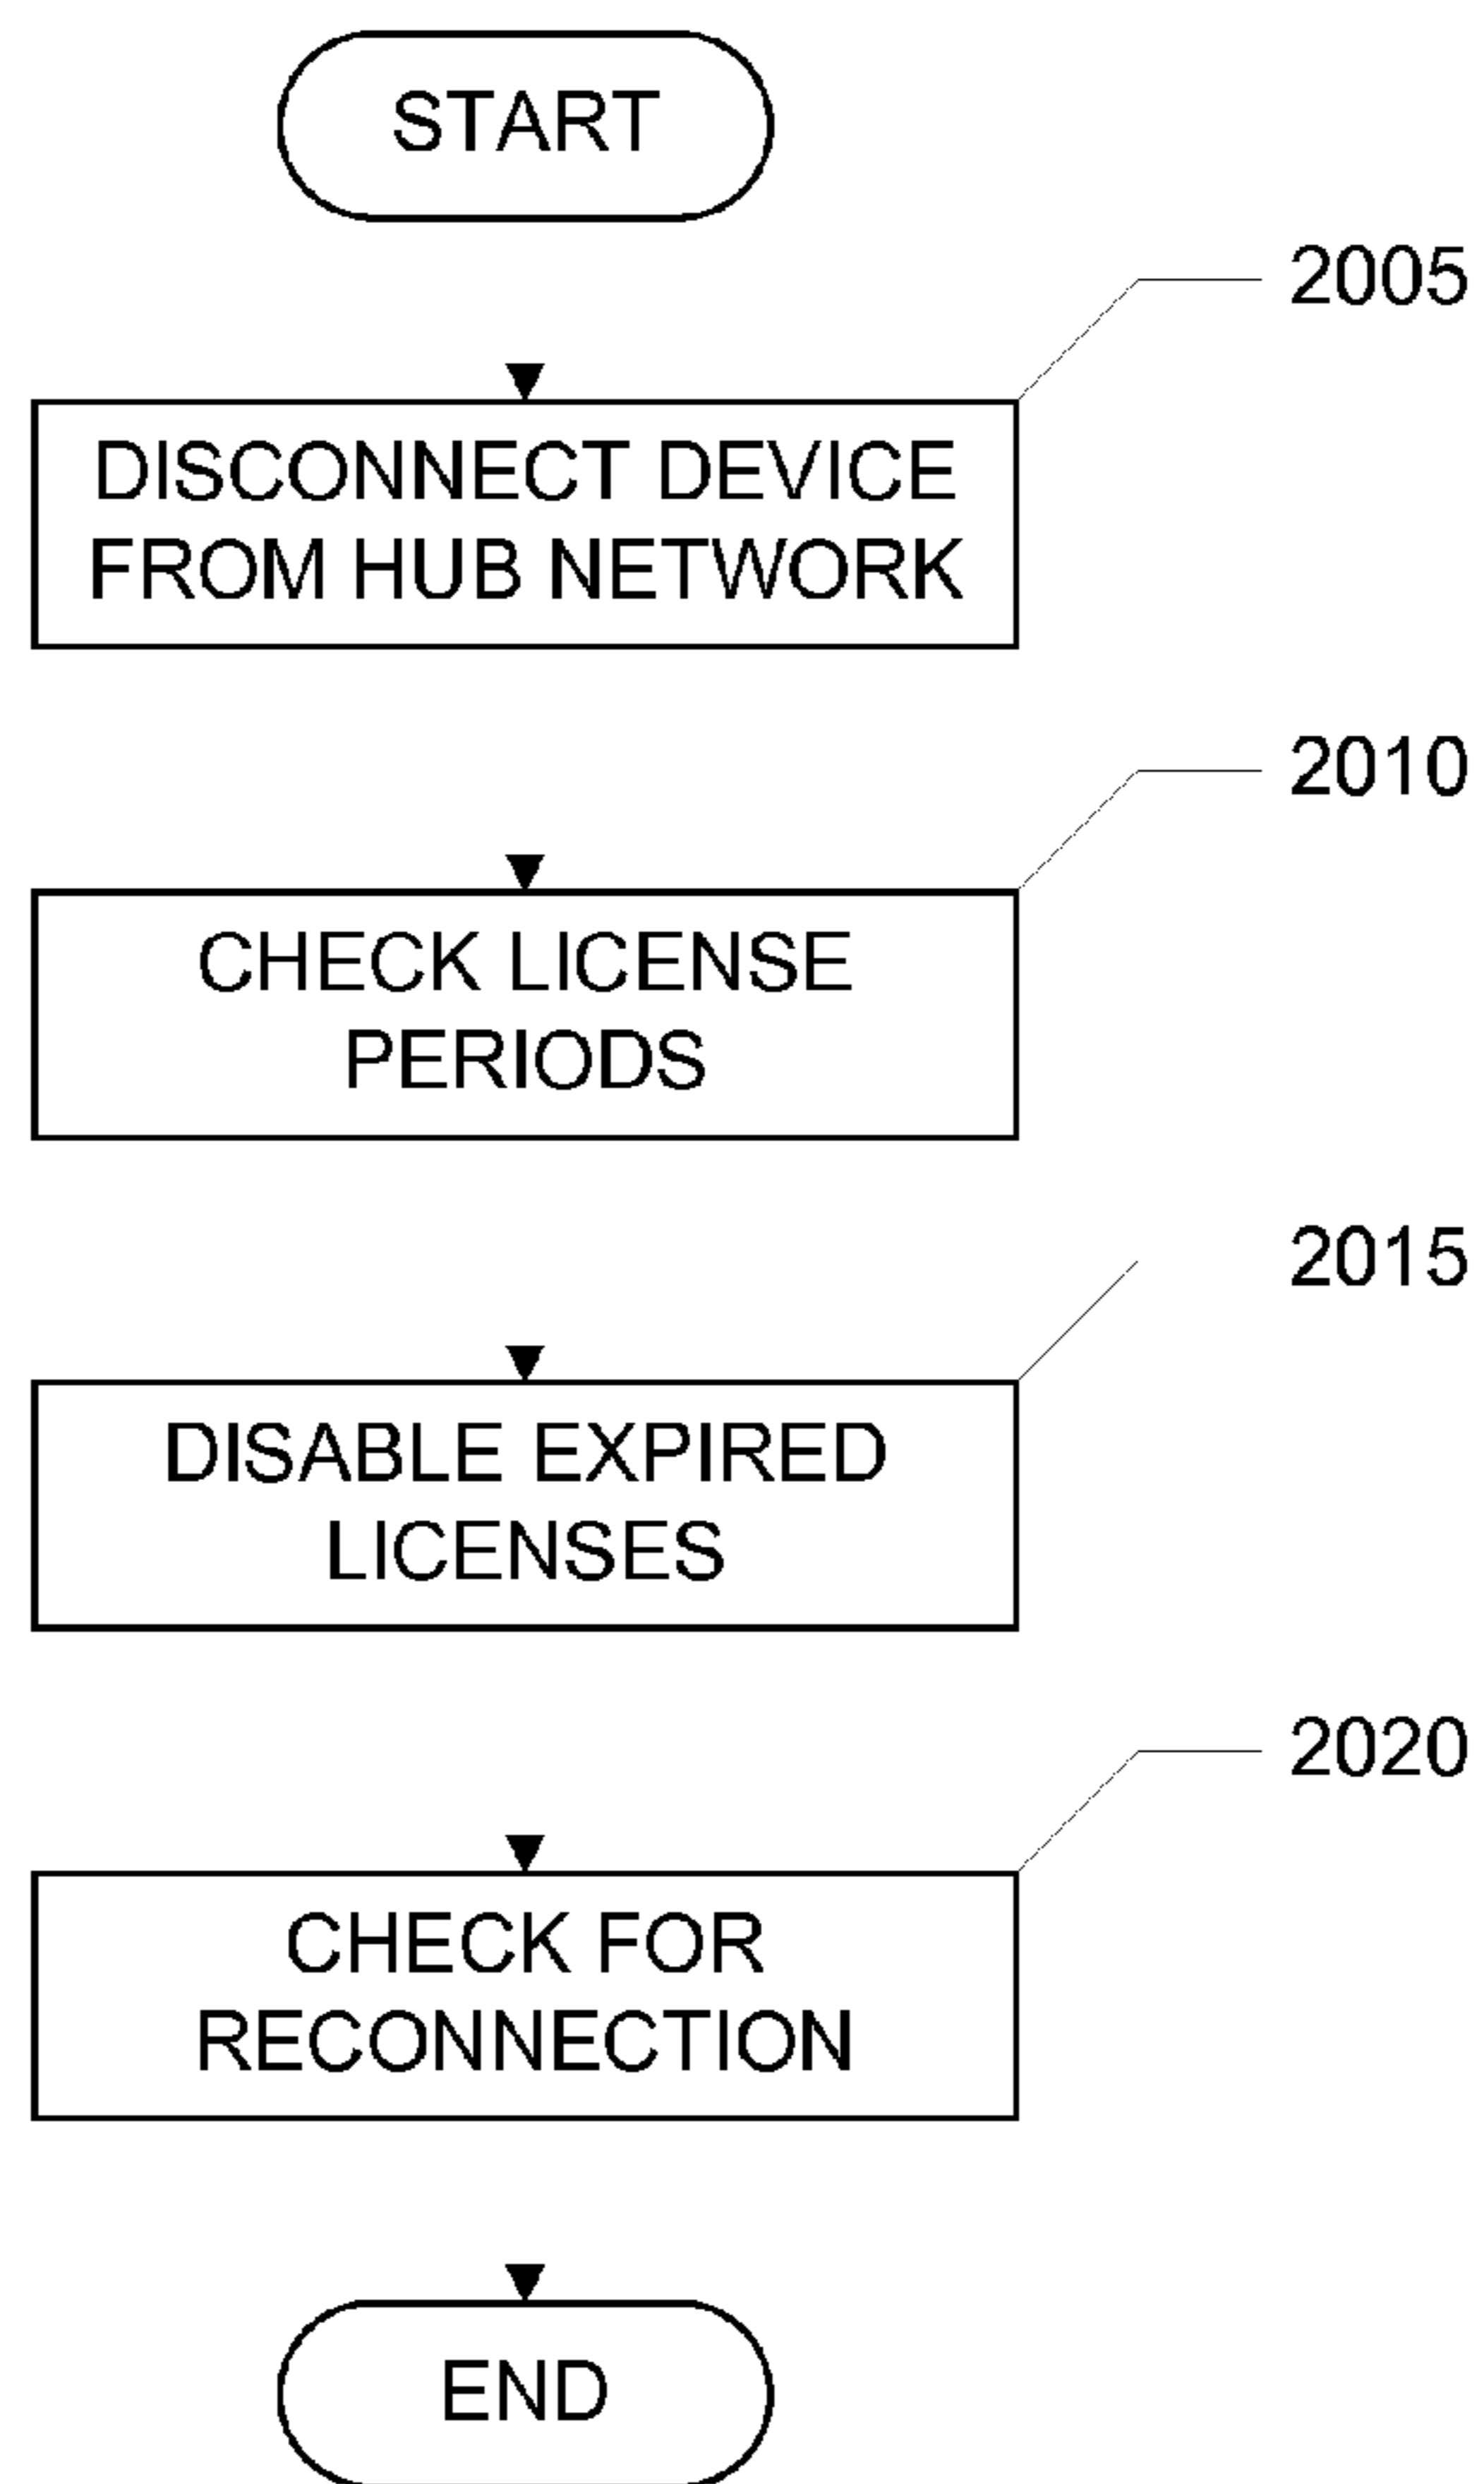 START
2005
DISCONNECT DEVICE
FROM HUB NETWORK
2010
CHECK LICENSE
PERIODS
2015
DISABLE EXPIRED
LICENSES
2020
CHECK FOR
RECONNECTION
END